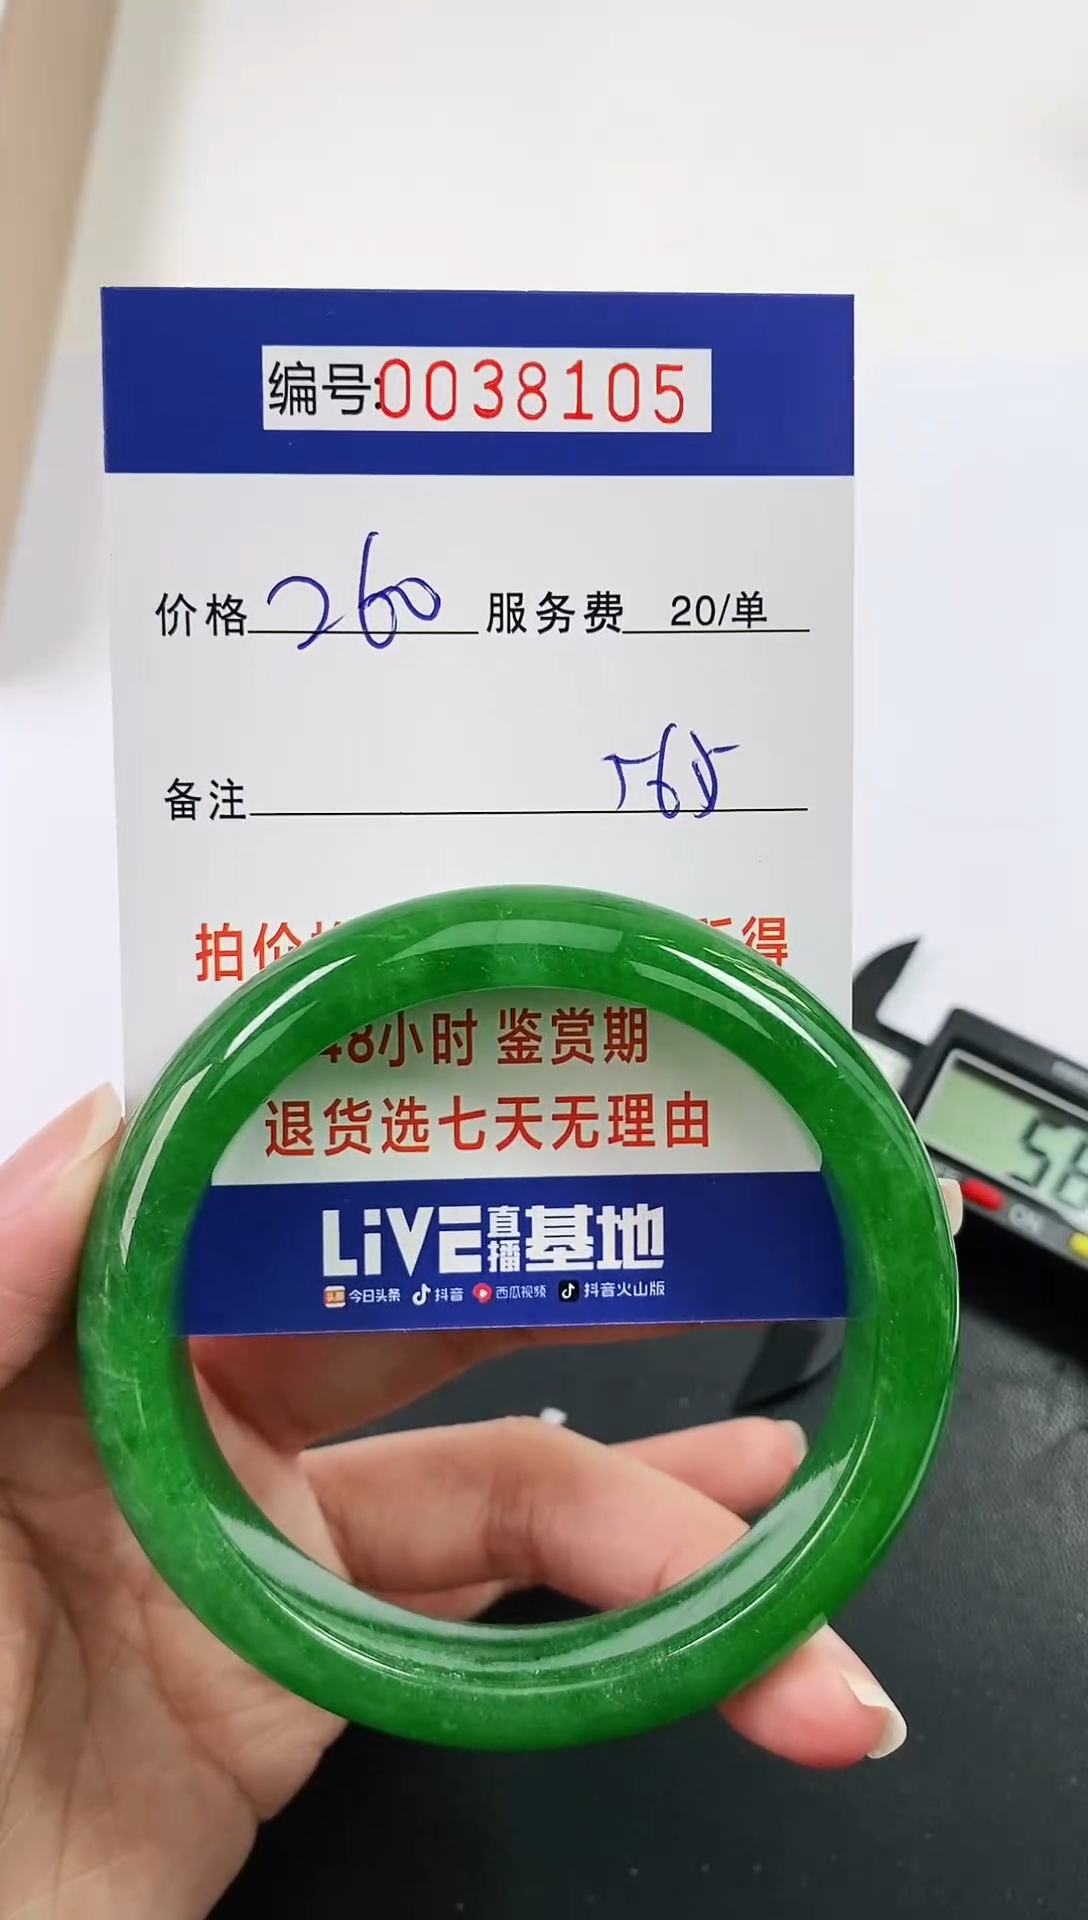 编号:0038105
价格 260 服务费 20/单
备注 565
拍价 得
48小时 鉴赏期
退货选七天无理由
LiVE直播基地
今日头条 抖音 西瓜视频 抖音火山版